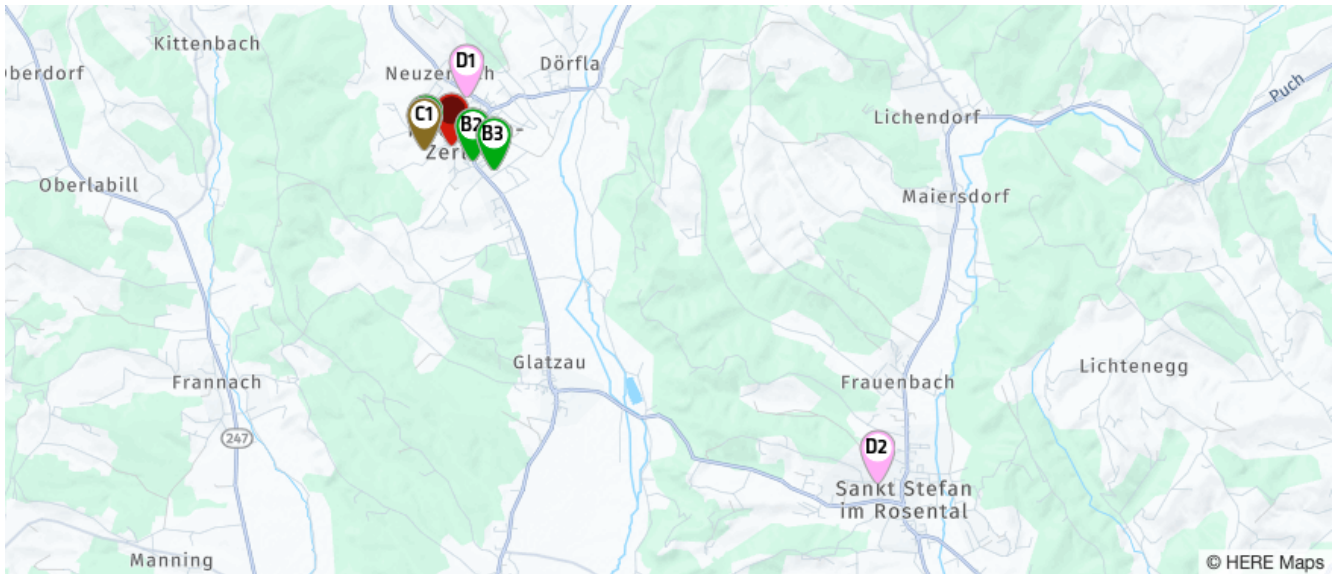 Kittenbach
D1
Dörfla
Puch
Lichendorf
C1
B2
B3
Oberlabill
Maiersdorf
Glatzau
Lichtenegg
Frannach
Frauenbach
247
D2
Sankt Stefan
im Rosental
Manning
© HERE Maps